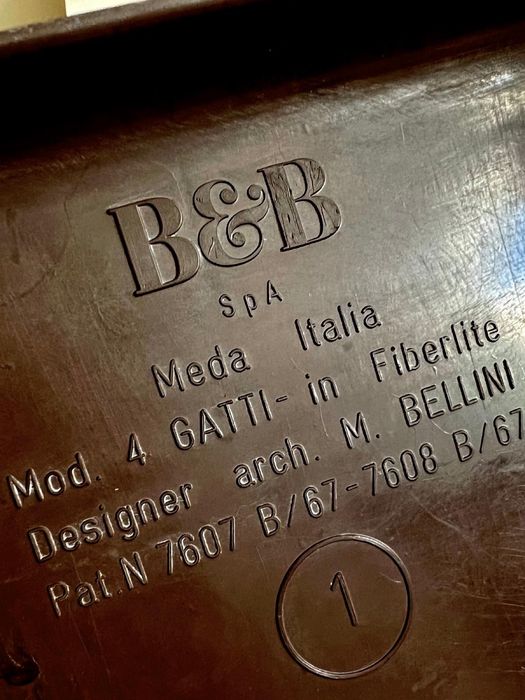 B&B
SpA
Meda Italia
Mod. 4 GATTI- in Fiberlite
Designer arch. M. BELLINI
Pat.N 7607 B/67-7608 B/67
1